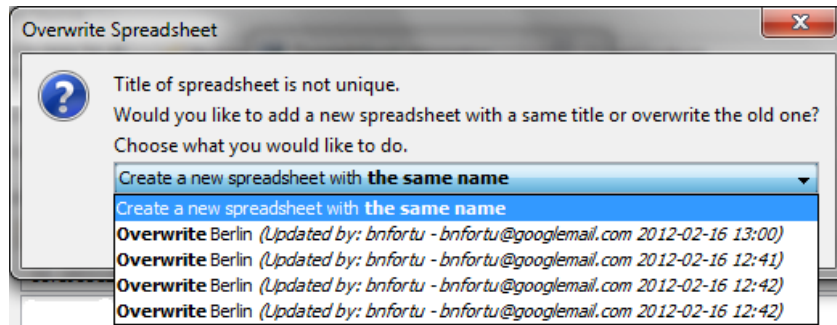 Overwrite Spreadsheet
Title of spreadsheet is not unique.
Would you like to add a new spreadsheet with a same title or overwrite the old one?
Choose what you would like to do.
Create a new spreadsheet with the same name
Create a new spreadsheet with the same name
Overwrite Berlin (Updated by: bnfortu - bnfortu@googlemail.com 2012-02-16 13:00)
Overwrite Berlin (Updated by: bnfortu - bnfortu@googlemail.com 2012-02-16 12:41)
Overwrite Berlin (Updated by: bnfortu - bnfortu@googlemail.com 2012-02-16 12:42)
Overwrite Berlin (Updated by: bnfortu - bnfortu@googlemail.com 2012-02-16 12:42)